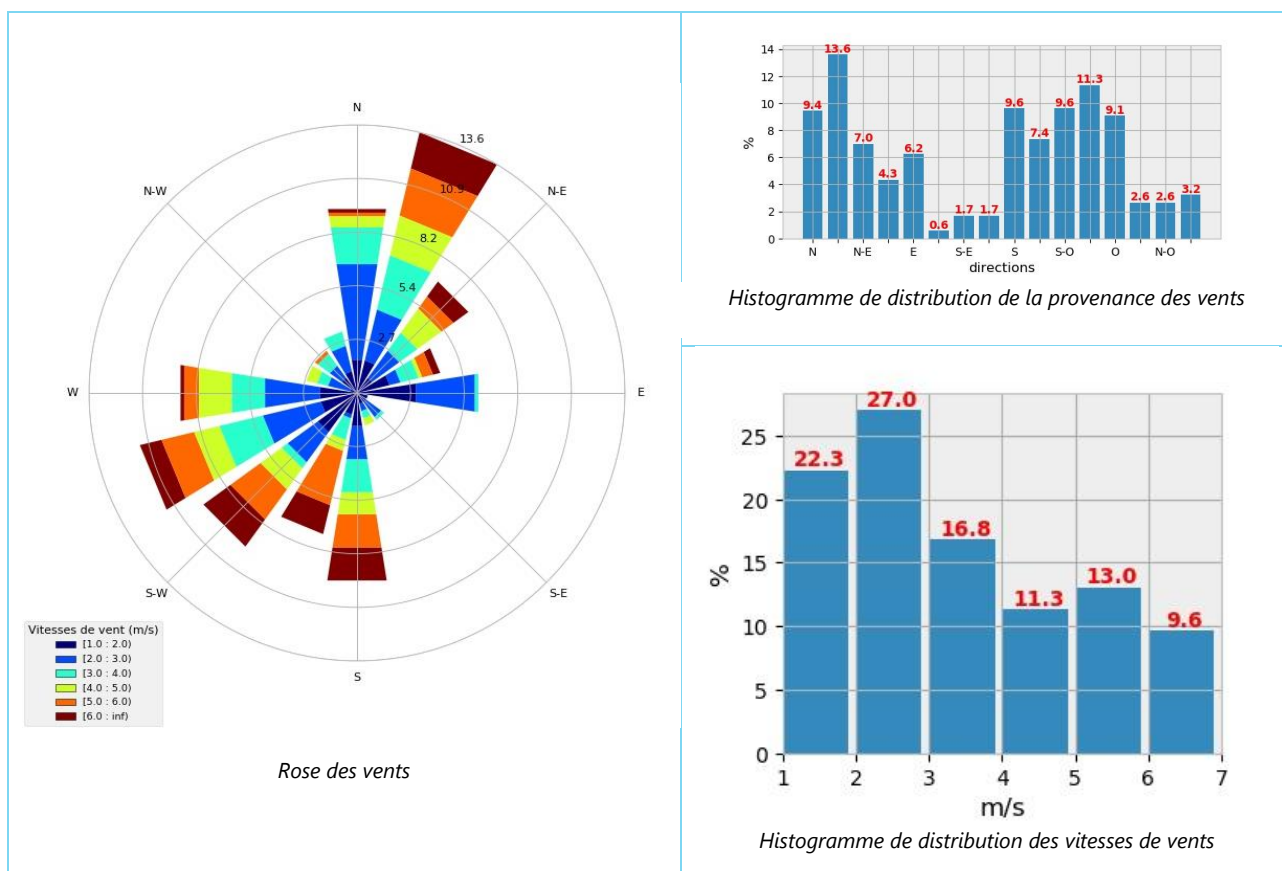 N
13.6
N-E
10.9
8.2
5.4
2.7
E
S-E
S
S-W
W
N-W
Vitesses de vent (m/s)
[1.0 : 2.0)
[2.0 : 3.0)
[3.0 : 4.0)
[4.0 : 5.0)
[5.0 : 6.0)
[6.0 : inf)
Rose des vents
14
12
10
8
6
4
2
0
%
9.4
13.6
7.0
4.3
6.2
0.6
1.7
1.7
9.6
7.4
9.6
11.3
9.1
2.6
2.6
3.2
N N-E E S-E S S-O O N-O
directions
Histogramme de distribution de la provenance des vents
25
20
15
10
5
0
%
22.3
27.0
16.8
11.3
13.0
9.6
1 2 3 4 5 6 7
m/s
Histogramme de distribution des vitesses de vents